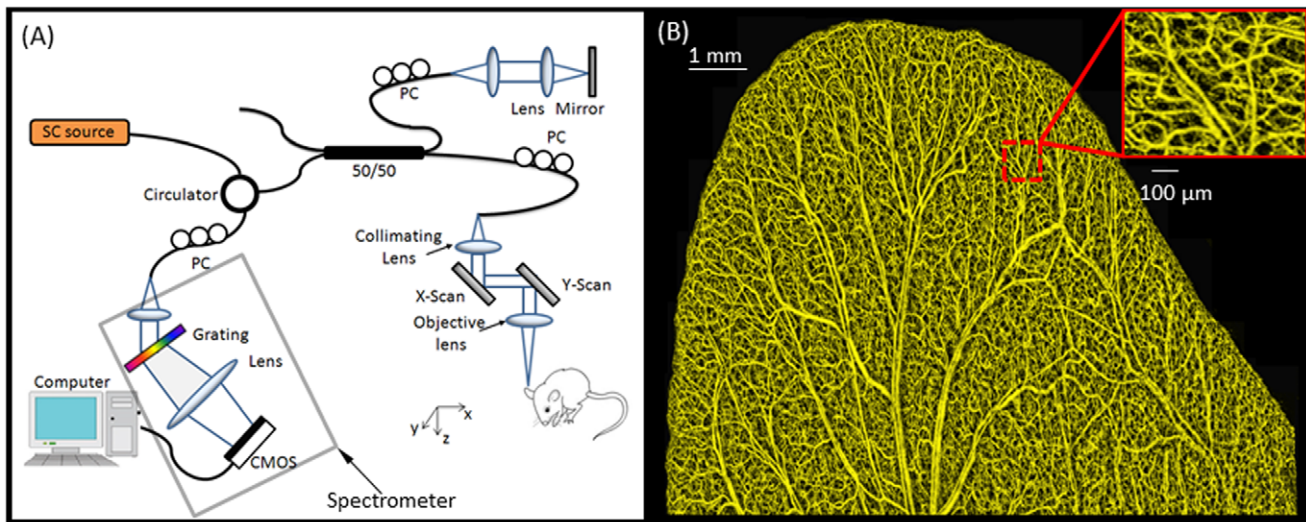 (A)
PC
Lens Mirror
SC source
PC
50/50
Circulator
PC
Collimating
Lens
X-Scan
Y-Scan
Objective
lens
Grating
Lens
Computer
CMOS
x
y
z
Spectrometer
(B)
1 mm
100 µm